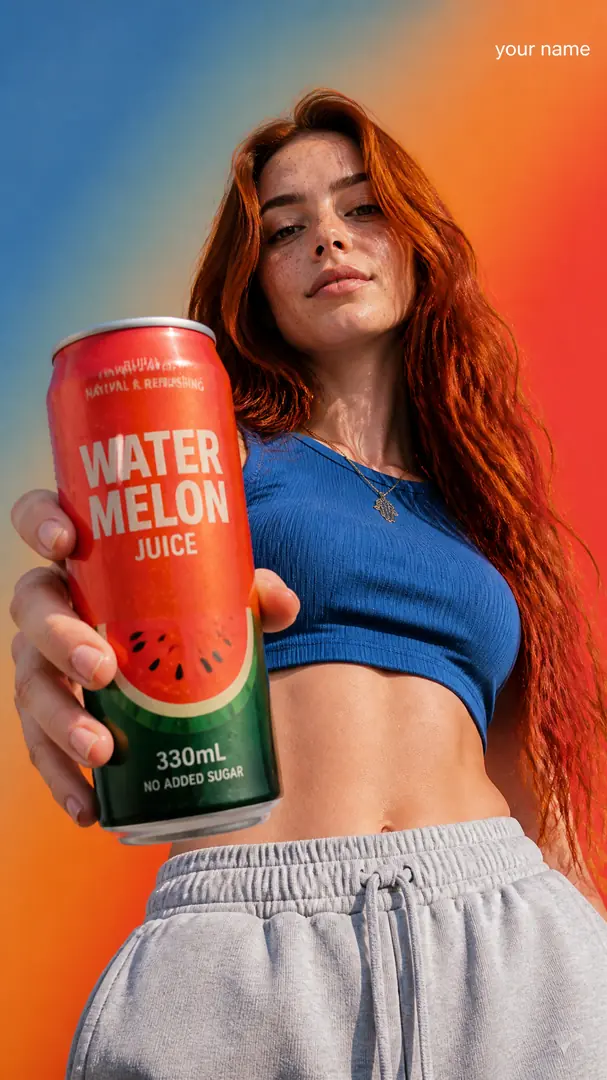 your name
NATURAL & REFRESHING
WATER
MELON
JUICE
330mL
NO ADDED SUGAR